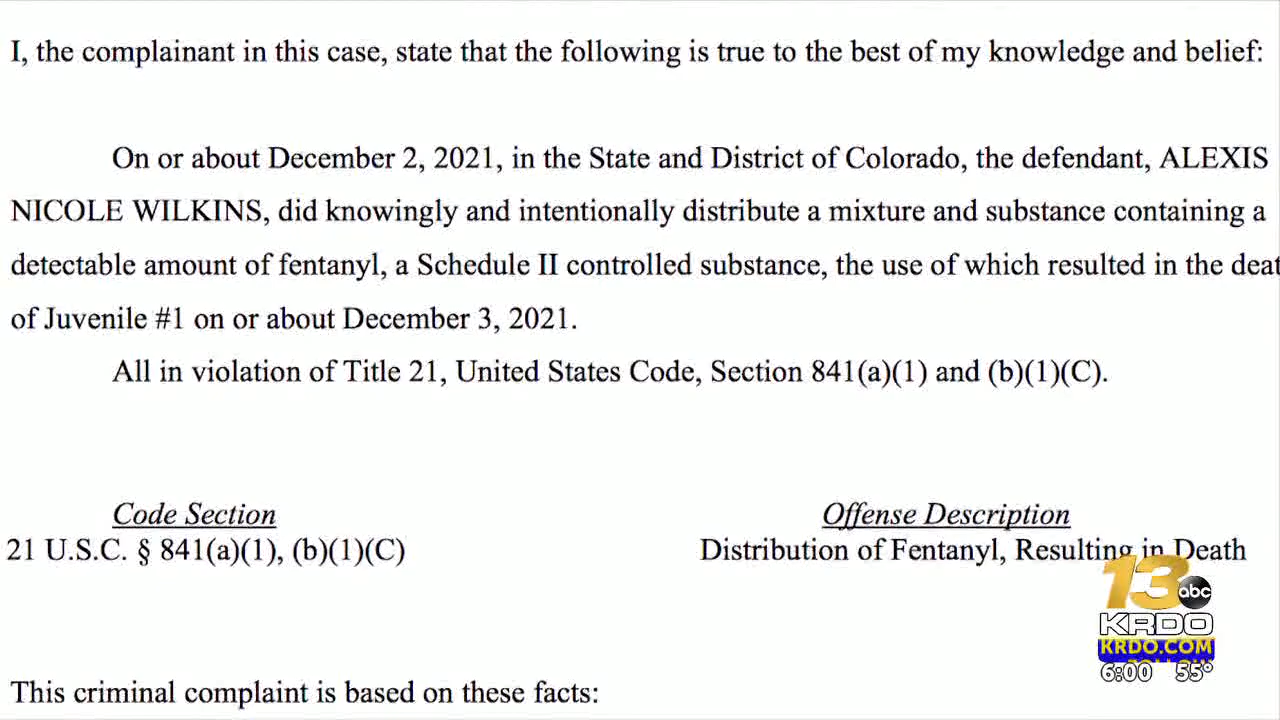 I, the complainant in this case, state that the following is true to the best of my knowledge and belief:
On or about December 2, 2021, in the State and District of Colorado, the defendant, ALEXIS
NICOLE WILKINS, did knowingly and intentionally distribute a mixture and substance containing a
detectable amount of fentanyl, a Schedule II controlled substance, the use of which resulted in the deat
of Juvenile #1 on or about December 3, 2021.
All in violation of Title 21, United States Code, Section 841(a)(1) and (b)(1)(C).
Code Section
Offense Description
21 U.S.C. § 841(a)(1), (b)(1)(C)
Distribution of Fentanyl, Resulting in Death
13 abc
KRDO
KRDO.COM
6:00 55°
This criminal complaint is based on these facts: